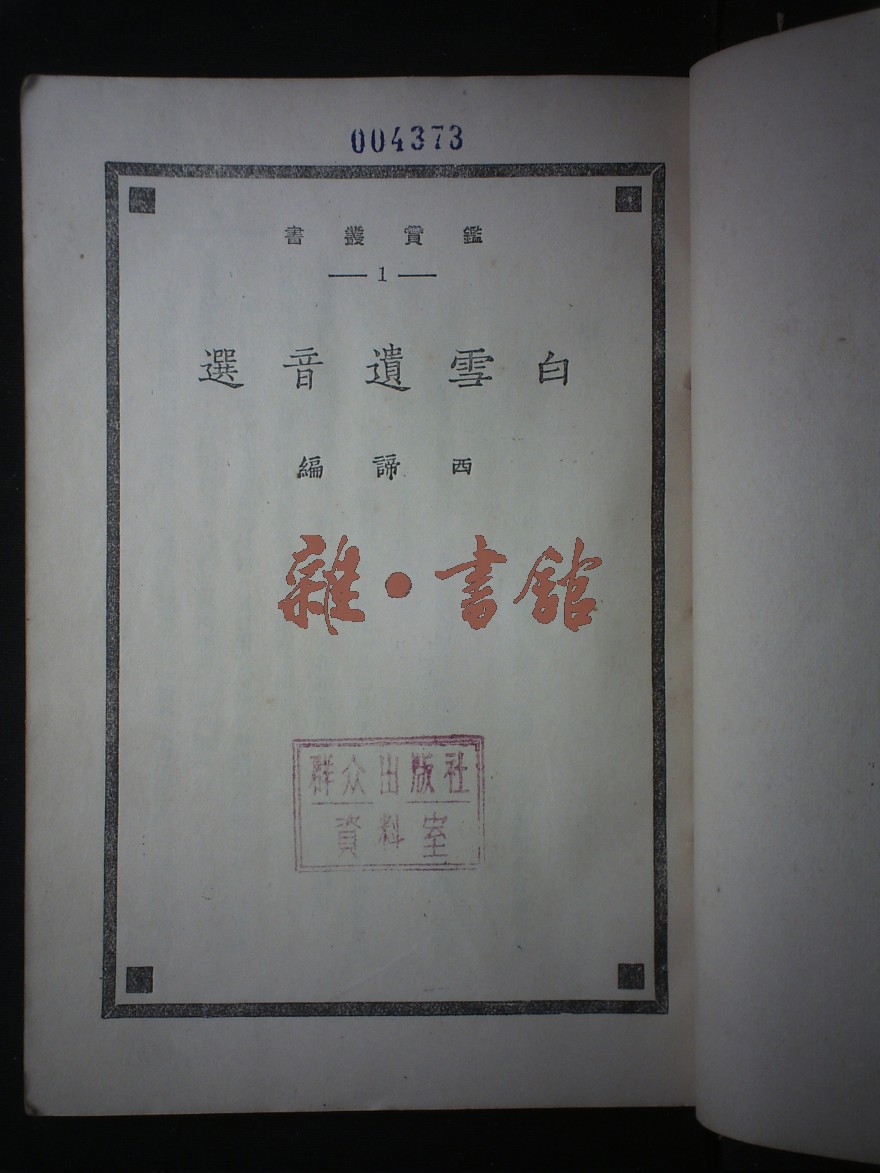 004373
鑑賞叢書
— 1 —
白雪遺音選
西諦編
雜·書館
群众出版社
資料室